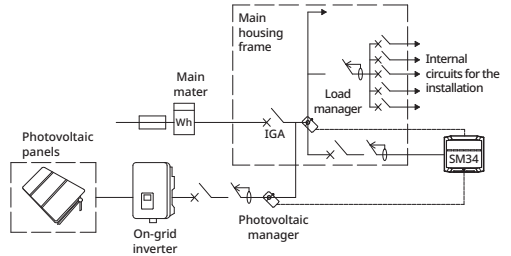 Main
housing
frame
Internal
circuits for the
installation
Load
manager
Main
mater
Wh
IGA
SM34
Photovoltaic
panels
On-grid
inverter
Photovoltaic
manager